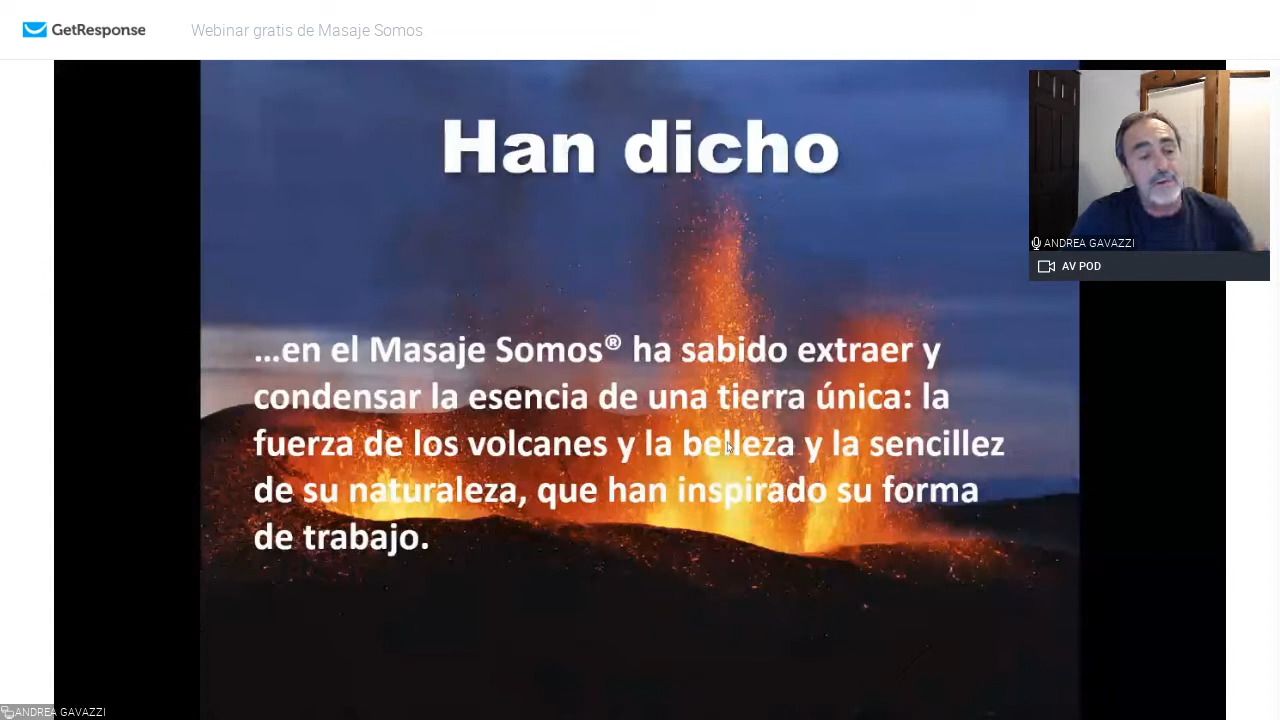 GetResponse
Webinar gratis de Masaje Somos
Han dicho
...en el Masaje Somos® ha sabido extraer y
condensar la esencia de una tierra única: la
fuerza de los volcanes y la belleza y la sencillez
de su naturaleza, que han inspirado su forma
de trabajo.
ANDREA GAVAZZI
AV POD
ANDREA GAVAZZI